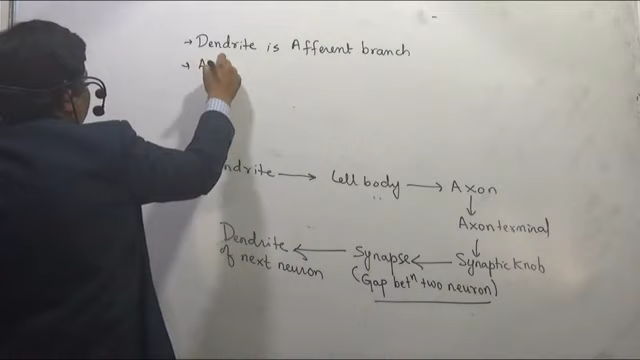 → Dendrite is Afferent branch
→ A
ndrite → Cell body → Axon
↓
Axon terminal
↓
Dendrite of next neuron ← Synapse ← Synaptic Knob
(Gap betⁿ two neuron)